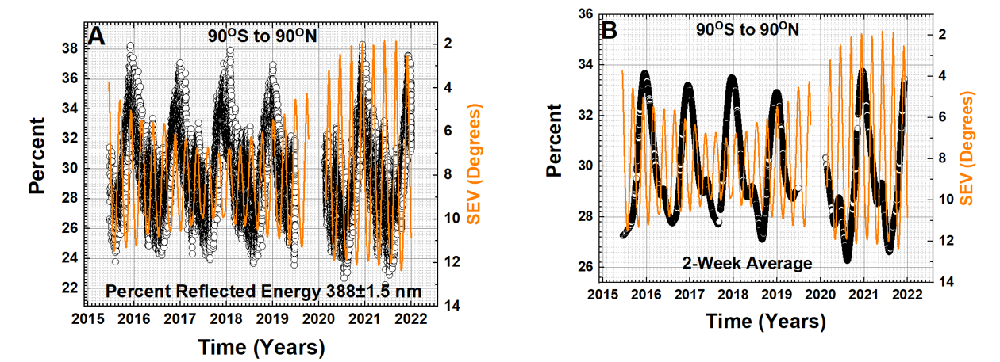 A
90OS to 90ON
38
36
34
32
30
28
26
24
22
Percent
2
4
6
8
10
12
14
SEV (Degrees)
Percent Reflected Energy 388±1.5 nm
2015 2016 2017 2018 2019 2020 2021 2022
Time (Years)
B
90OS to 90ON
36
34
32
30
28
26
Percent
2
4
6
8
10
12
14
SEV (Degrees)
2-Week Average
2015 2016 2017 2018 2019 2020 2021 2022
Time (Years)